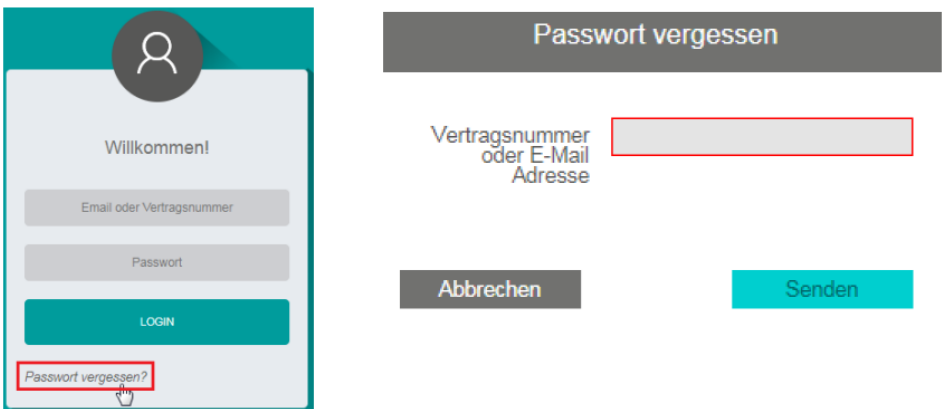 Willkommen!
Email oder Vertragsnummer
Passwort
LOGIN
Passwort vergessen?
Passwort vergessen
Vertragsnummer
oder E-Mail
Adresse
Abbrechen
Senden